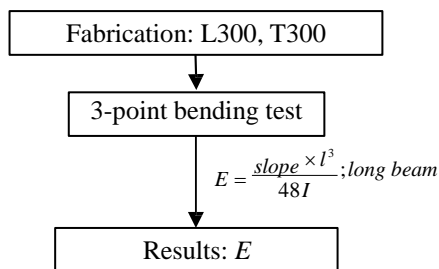 Fabrication: L300, T300
3-point bending test
E = slope × l³ / 48I ; long beam
Results: E